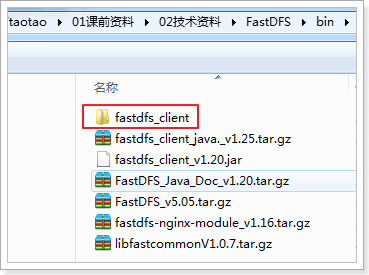 taotao ▸ 01课前资料 ▸ 02技术资料 ▸ FastDFS ▸ bin ▸
名称
fastdfs_client
fastdfs_client_java._v1.25.tar.gz
fastdfs_client_v1.20.jar
FastDFS_Java_Doc_v1.20.tar.gz
FastDFS_v5.05.tar.gz
fastdfs-nginx-module_v1.16.tar.gz
libfastcommonV1.0.7.tar.gz